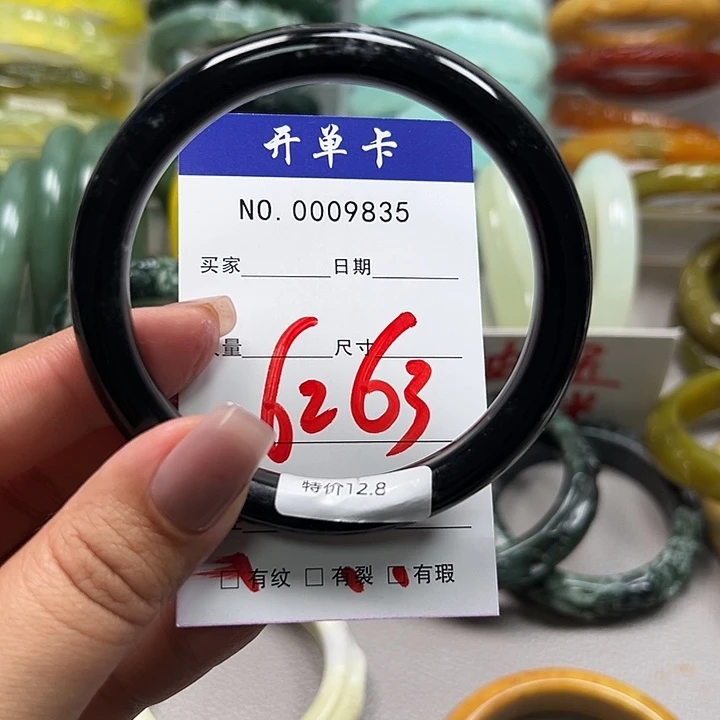 开单卡
NO. 0009835
买家 日期
量 尺寸
6263
特价12.8
□有纹 □有裂 □有瑕